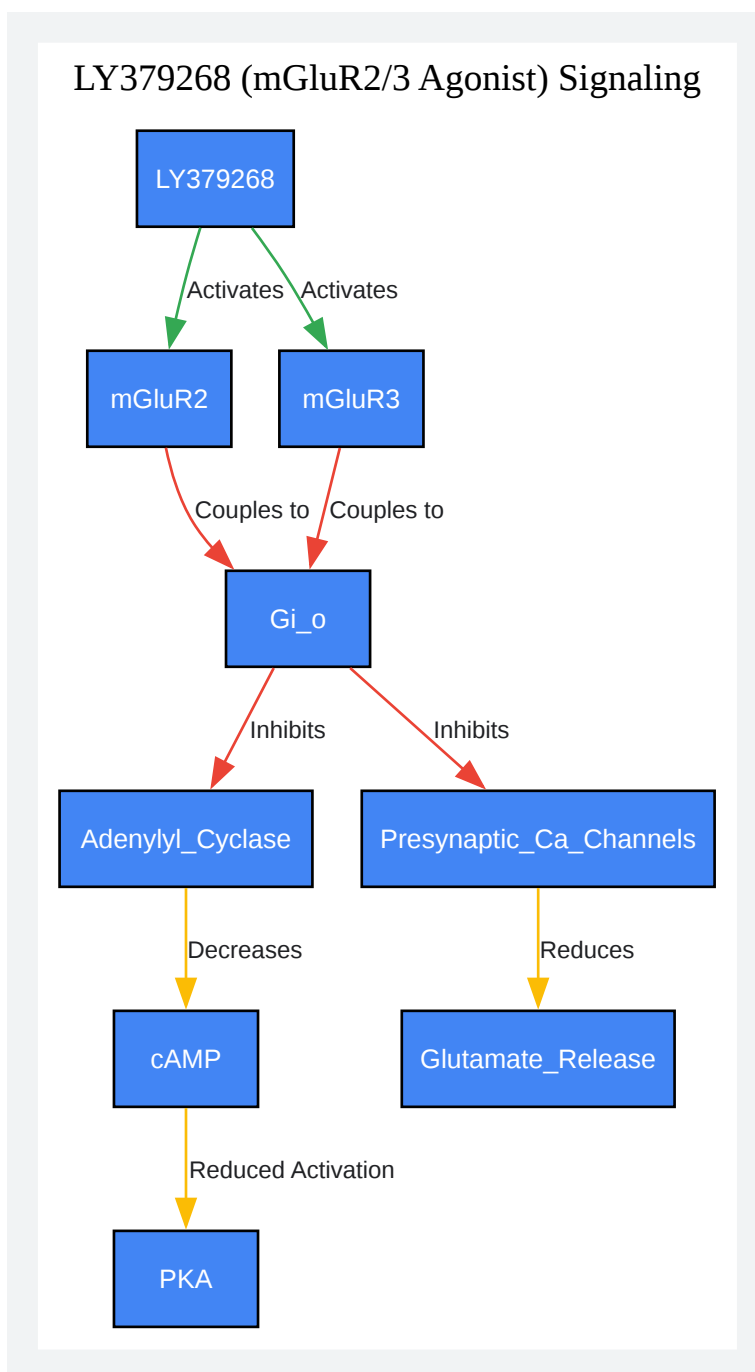 LY379268 (mGluR2/3 Agonist) Signaling
LY379268
Activates Activates
mGluR2 mGluR3
Couples to Couples to
Gi_o
Inhibits Inhibits
Adenylyl_Cyclase Presynaptic_Ca_Channels
Decreases Reduces
cAMP Glutamate_Release
Reduced Activation
PKA